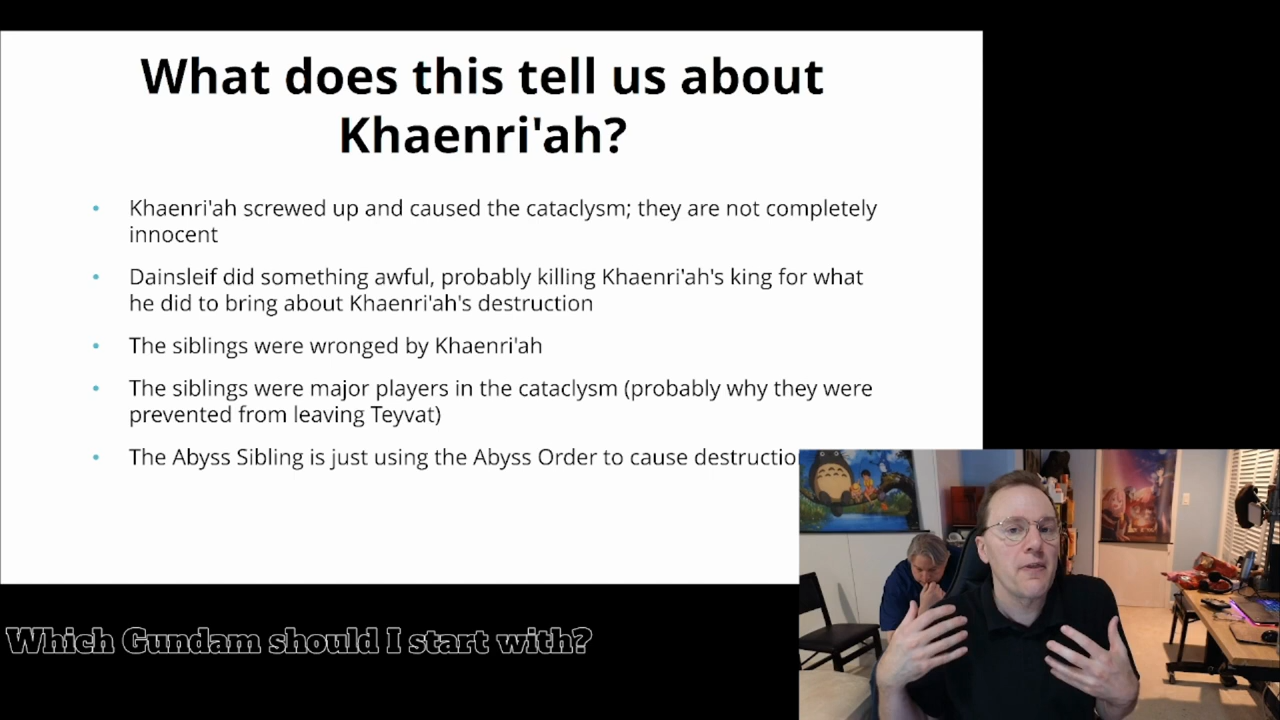 What does this tell us about
Khaenri'ah?
• Khaenri'ah screwed up and caused the cataclysm; they are not completely
innocent
• Dainsleif did something awful, probably killing Khaenri'ah's king for what
he did to bring about Khaenri'ah's destruction
• The siblings were wronged by Khaenri'ah
• The siblings were major players in the cataclysm (probably why they were
prevented from leaving Teyvat)
• The Abyss Sibling is just using the Abyss Order to cause destructio
Which Gundam should I start with?